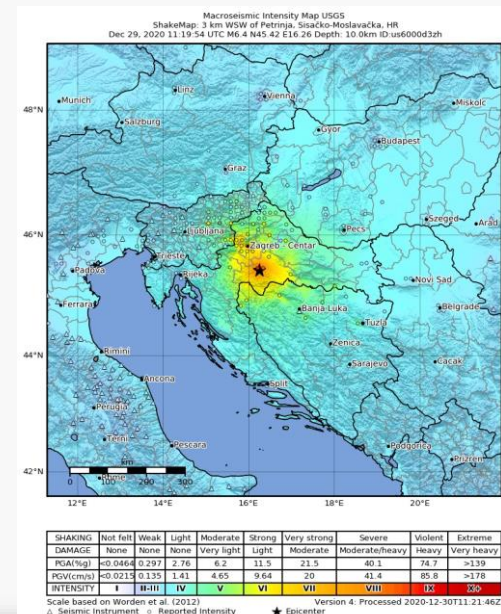 Macroseismic Intensity Map USGS
ShakeMap: 3 km WSW of Petrinja, Sisačko-Moslavačka, HR
Dec 29, 2020 11:19:54 UTC M6.4 N45.42 E16.26 Depth: 10.0km ID:us6000d3zh
Linz
Vienna
Munich
48°N
Miskolc
Salzburg
Gyor
Budapest
Graz
46°N
Ljubljana
Pecs
Szeged
Arad
Zagreb - Centar
Trieste
Padova
Rijeka
Novi Sad
Ferrara
Banja Luka
Belgrade
Tuzla
44°N
Rimini
Zenica
Cacak
Sarajevo
Ancona
Split
Perugia
Terni
Pescara
Podgorica
Prizren
42°N
km
0 100 200 300
Rome
12°E 14°E 16°E 18°E 20°E 22°E
SHAKING Not felt Weak Light Moderate Strong Very strong Severe Violent Extreme
DAMAGE None None None Very light Light Moderate Moderate/heavy Heavy Very heavy
PGA(%g) <0.0464 0.297 2.76 6.2 11.5 21.5 40.1 74.7 >139
PGV(cm/s) <0.0215 0.135 1.41 4.65 9.64 20 41.4 85.8 >178
INTENSITY I II-III IV V VI VII VIII IX X+
Scale based on Worden et al. (2012) Version 4: Processed 2020-12-30T11:21:46Z
△ Seismic Instrument ○ Reported Intensity ★ Epicenter